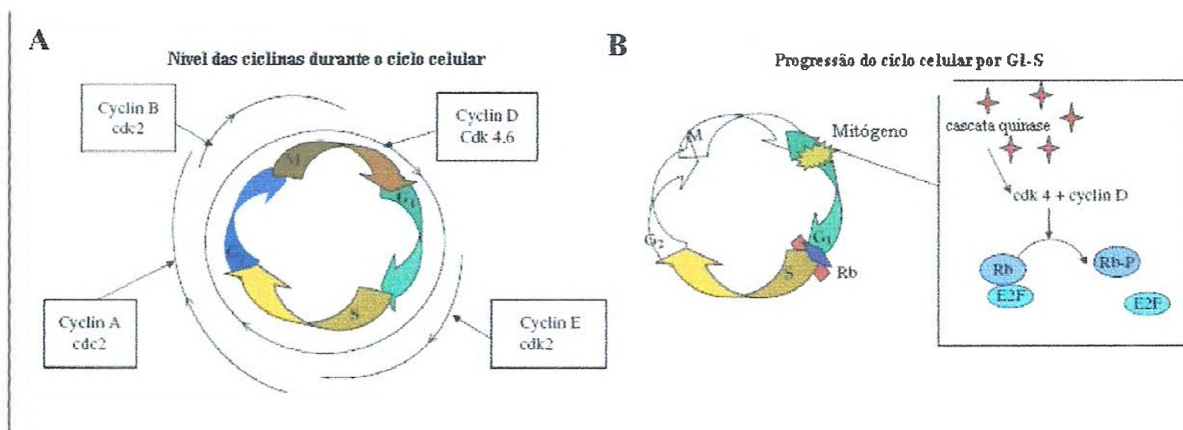 A
Nível das ciclinas durante o ciclo celular
Cyclin B
cdc2
Cyclin D
Cdk 4,6
M
G1
S
Cyclin A
cdc2
Cyclin E
cdk2
B
Progressão do ciclo celular por G1-S
M
Mitógeno
G2
G1
S
Rb
cascata quinase
cdk 4 + cyclin D
Rb
E2F
Rb-P
E2F